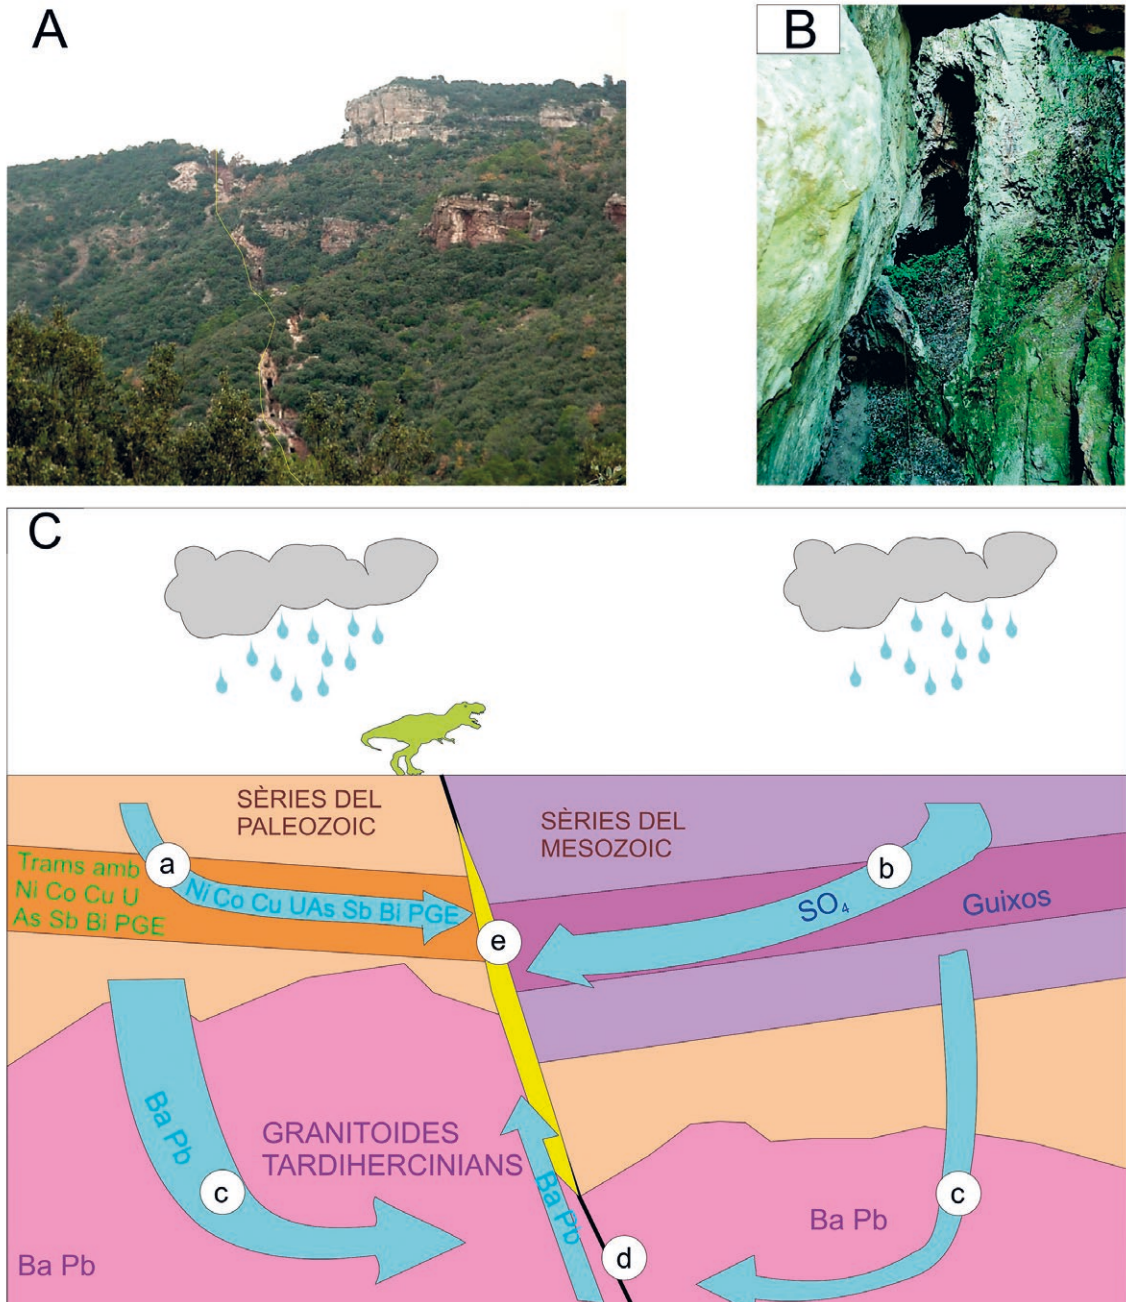 A
B
C
SÈRIES DEL
PALEOZOIC
SÈRIES DEL
MESOZOIC
a
b
Trams amb
Ni Co Cu U
As Sb Bi PGE
Ni Co Cu UAs Sb Bi PGE
SO4
Guixos
e
Ba Pb
GRANITOIDES
TARDIHERCINIANS
Ba Pb
c
c
Ba Pb
d
Ba Pb